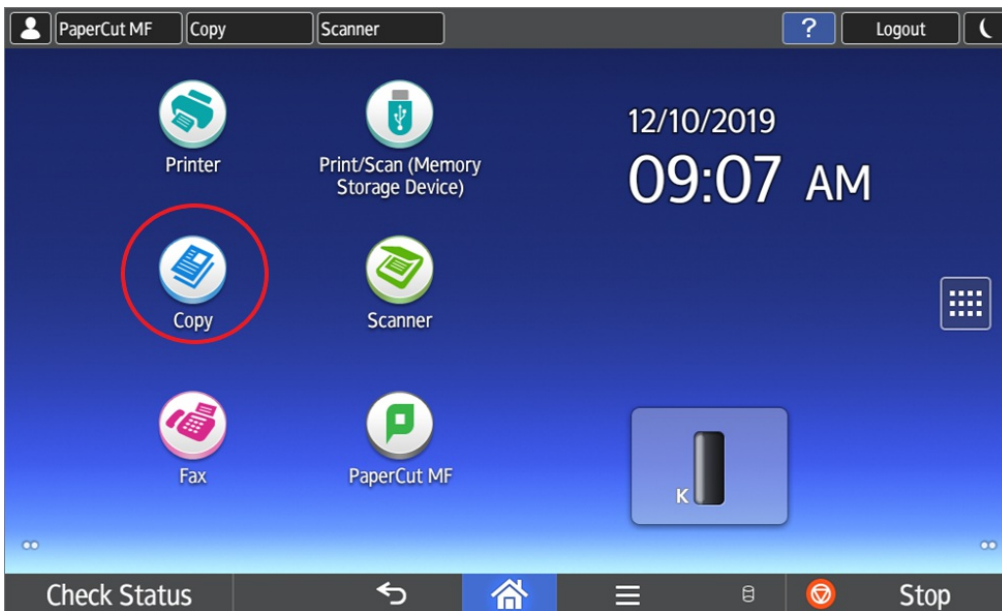 PaperCut MF
Copy
Scanner
?
Logout
Printer
Print/Scan (Memory
Storage Device)
12/10/2019
09:07 AM
Copy
Scanner
Fax
PaperCut MF
K
Check Status
Stop